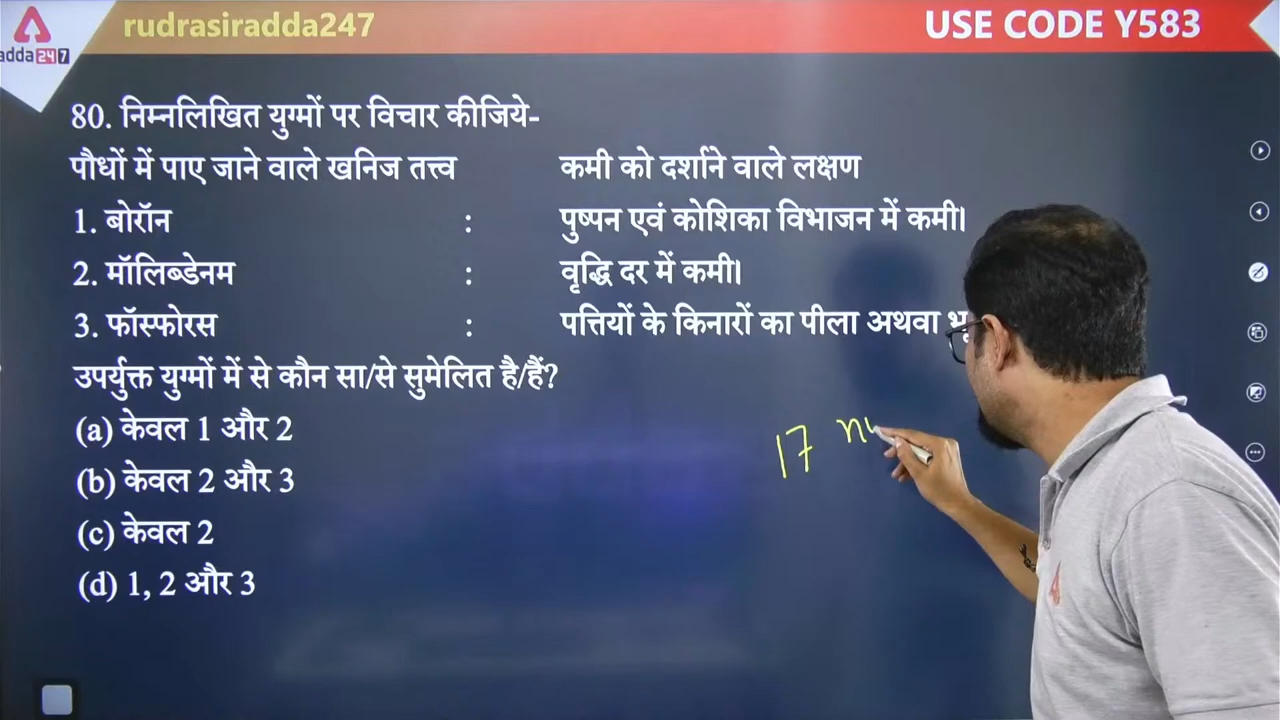 adda247
rudrasiradda247
USE CODE Y583
80. निम्नलिखित युग्मों पर विचार कीजिये-
पौधों में पाए जाने वाले खनिज तत्त्व कमी को दर्शाने वाले लक्षण
1. बोरॉन : पुष्पन एवं कोशिका विभाजन में कमी।
2. मॉलिब्डेनम : वृद्धि दर में कमी।
3. फॉस्फोरस : पत्तियों के किनारों का पीला अथवा
उपर्युक्त युग्मों में से कौन सा/से सुमेलित है/हैं?
(a) केवल 1 और 2
(b) केवल 2 और 3
(c) केवल 2
(d) 1, 2 और 3
17